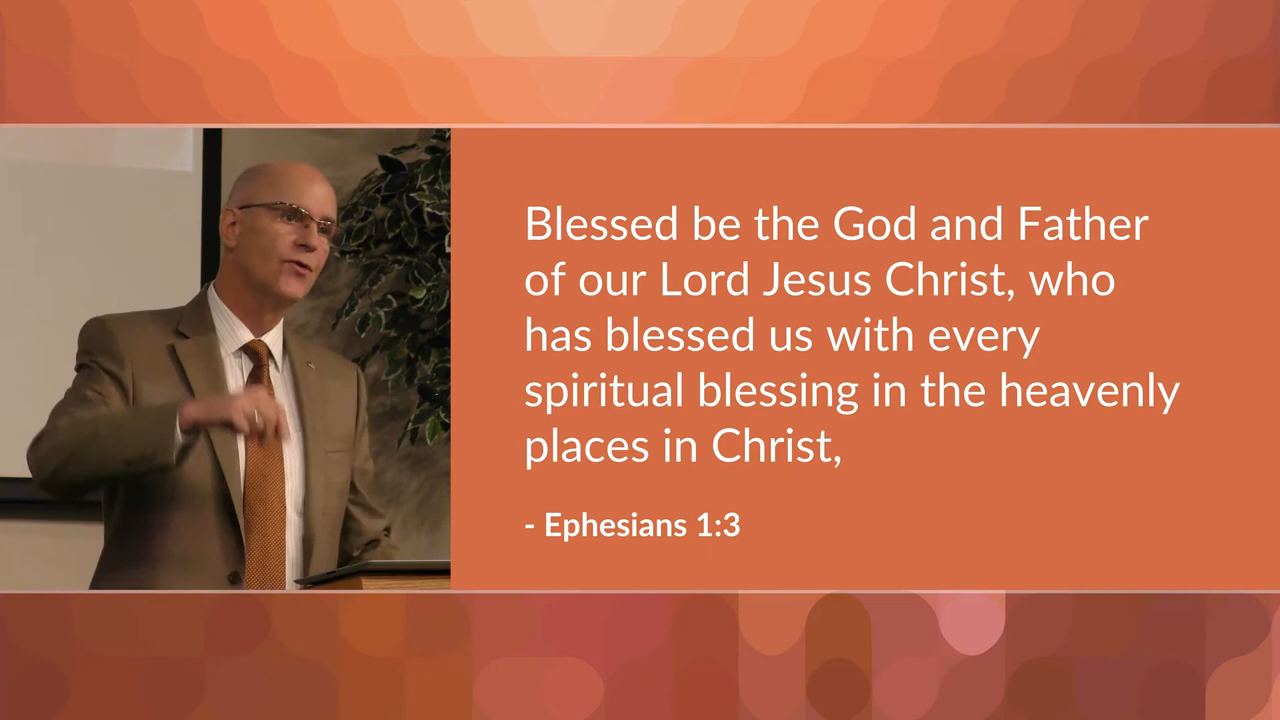 Blessed be the God and Father
of our Lord Jesus Christ, who
has blessed us with every
spiritual blessing in the heavenly
places in Christ,
- Ephesians 1:3